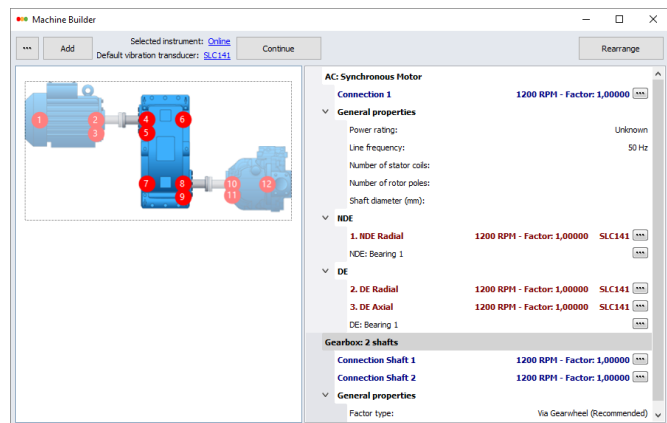 Machine Builder
... Add Selected instrument: Online Continue Rearrange
Default vibration transducer: SLC141
1 2 3 4 5 6 7 8 9 10 11 12
AC: Synchronous Motor
Connection 1 1200 RPM - Factor: 1,00000 ...
General properties
Power rating: Unknown
Line frequency: 50 Hz
Number of stator coils:
Number of rotor poles:
Shaft diameter (mm):
NDE
1. NDE Radial 1200 RPM - Factor: 1,00000 SLC141 ...
NDE: Bearing 1 ...
DE
2. DE Radial 1200 RPM - Factor: 1,00000 SLC141 ...
3. DE Axial 1200 RPM - Factor: 1,00000 SLC141 ...
DE: Bearing 1 ...
Gearbox: 2 shafts
Connection Shaft 1 1200 RPM - Factor: 1,00000 ...
Connection Shaft 2 1200 RPM - Factor: 1,00000 ...
General properties
Factor type: Via Gearwheel (Recommended)